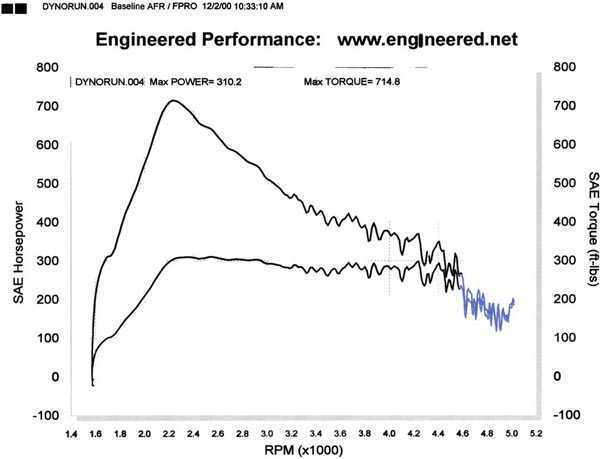 DYNORUN.004 Baseline AFR / FPRO 12/2/00 10:33:10 AM
Engineered Performance: www.engineered.net
DYNORUN.004 Max POWER= 310.2 Max TORQUE= 714.8
800 800
700 700
600 600
500 500
400 400
300 300
200 200
100 100
0 0
-100 -100
SAE Horsepower
SAE Torque (ft-lbs)
1.4 1.6 1.8 2.0 2.2 2.4 2.6 2.8 3.0 3.2 3.4 3.6 3.8 4.0 4.2 4.4 4.6 4.8 5.0 5.2
RPM (x1000)